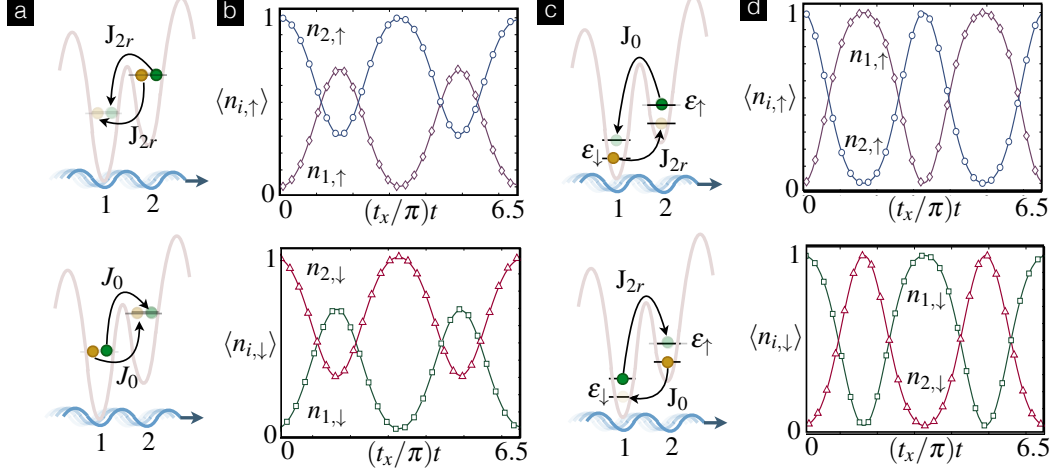 a
J₂ᵣ
J₂ᵣ
1 2
J₀
J₀
1 2
b
1
n₂,↑
⟨nᵢ,↑⟩
n₁,↑
0
0 (tₓ/π)t 6.5
1
n₂,↓
⟨nᵢ,↓⟩
n₁,↓
0
0 (tₓ/π)t 6.5
c
J₀
ε↑
ε↓
J₂ᵣ
1 2
J₂ᵣ
ε↑
ε↓
J₀
1 2
d
1
n₁,↑
⟨nᵢ,↑⟩
n₂,↑
0
0 (tₓ/π)t 6.5
1
n₁,↓
⟨nᵢ,↓⟩
n₂,↓
0
0 (tₓ/π)t 6.5